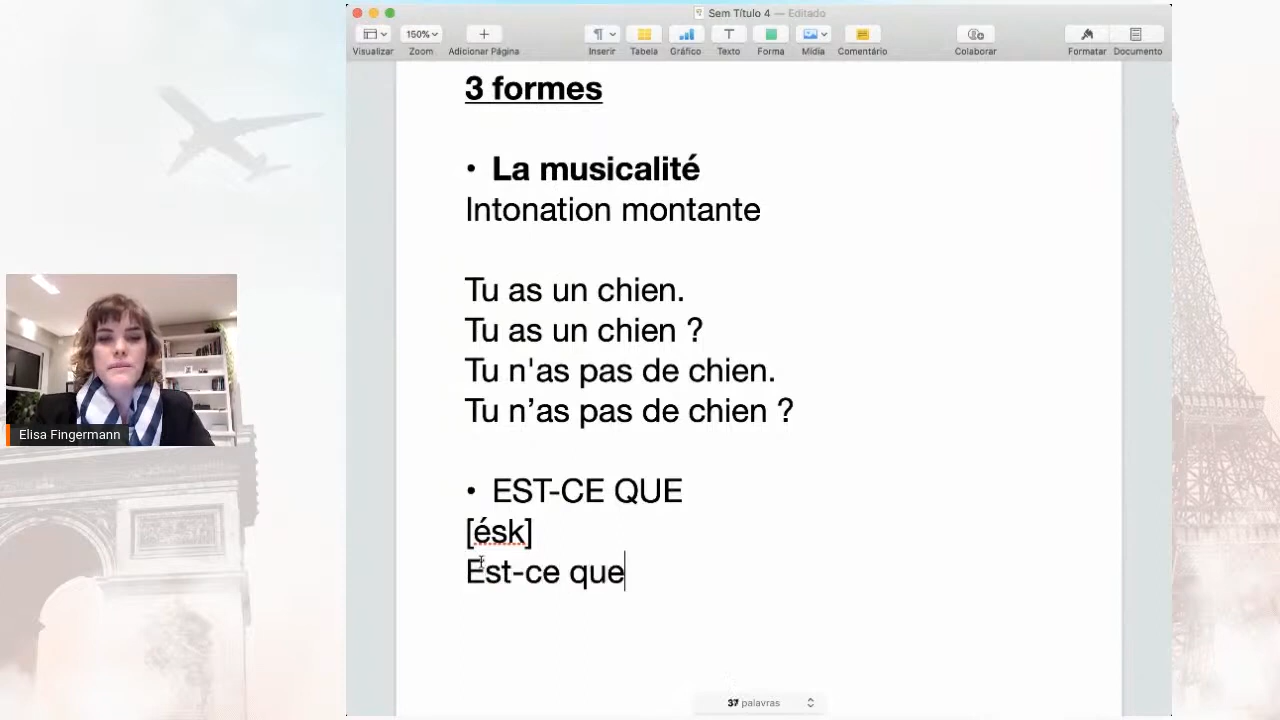 Sem Título 4 — Editado
150%
Visualizar Zoom Adicionar Página Inserir Tabela Gráfico Texto Forma Mídia Comentário Colaborar Formatar Documento
3 formes
• La musicalité
Intonation montante
Tu as un chien.
Tu as un chien ?
Tu n'as pas de chien.
Tu n’as pas de chien ?
• EST-CE QUE
[ésk]
Est-ce que
Elisa Fingermann
37 palavras